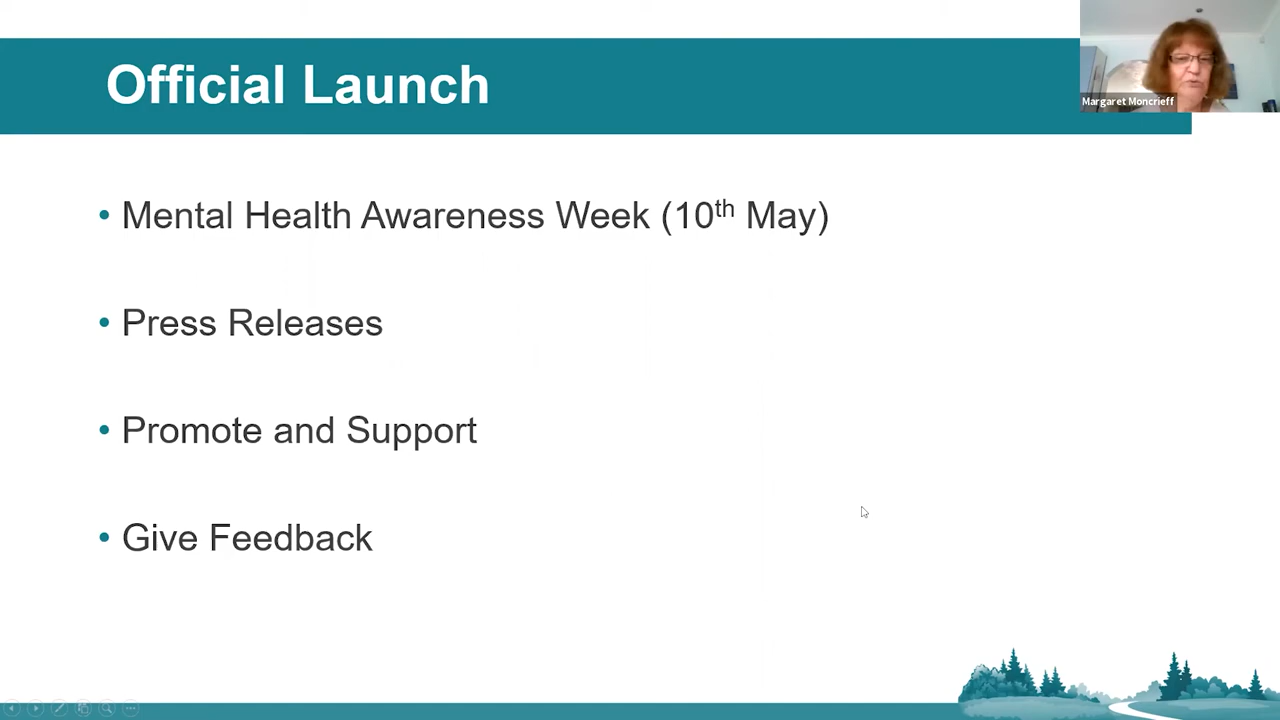 Official Launch
Margaret Moncrieff
• Mental Health Awareness Week (10th May)
• Press Releases
• Promote and Support
• Give Feedback